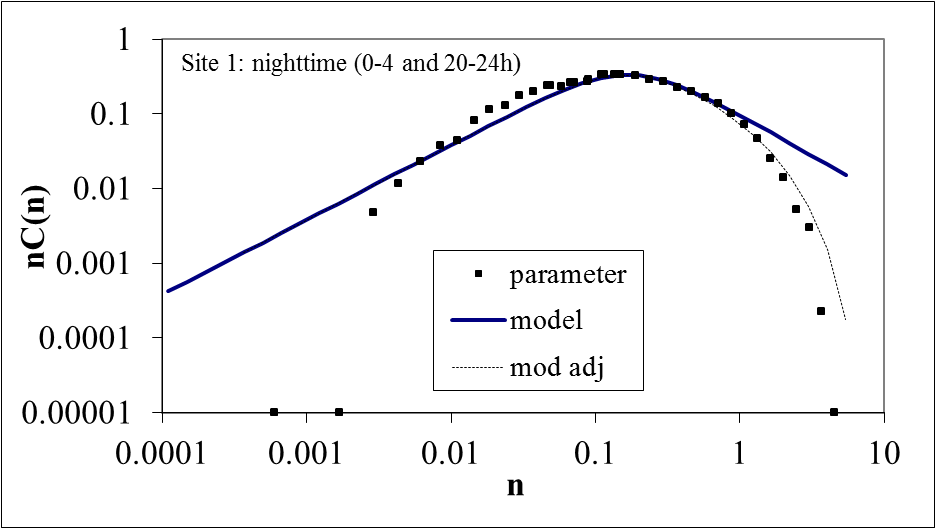 Site 1: nighttime (0-4 and 20-24h)
1
0.1
0.01
0.001
0.0001
0.00001
nC(n)
parameter
model
mod adj
0.0001 0.001 0.01 0.1 1 10
n